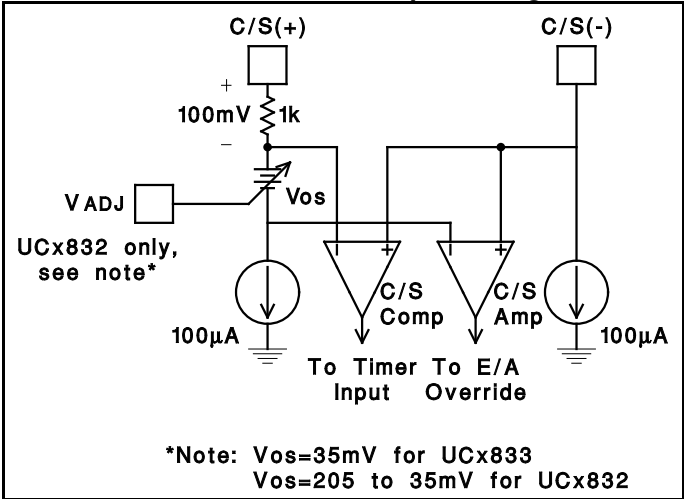 C/S(+) C/S(-)
+
100mV 1k
−
Vos
VADJ
UCx832 only,
see note*
− + − +
C/S C/S
Comp Amp
100µA 100µA
To Timer To E/A
Input Override
*Note: Vos=35mV for UCx833
Vos=205 to 35mV for UCx832